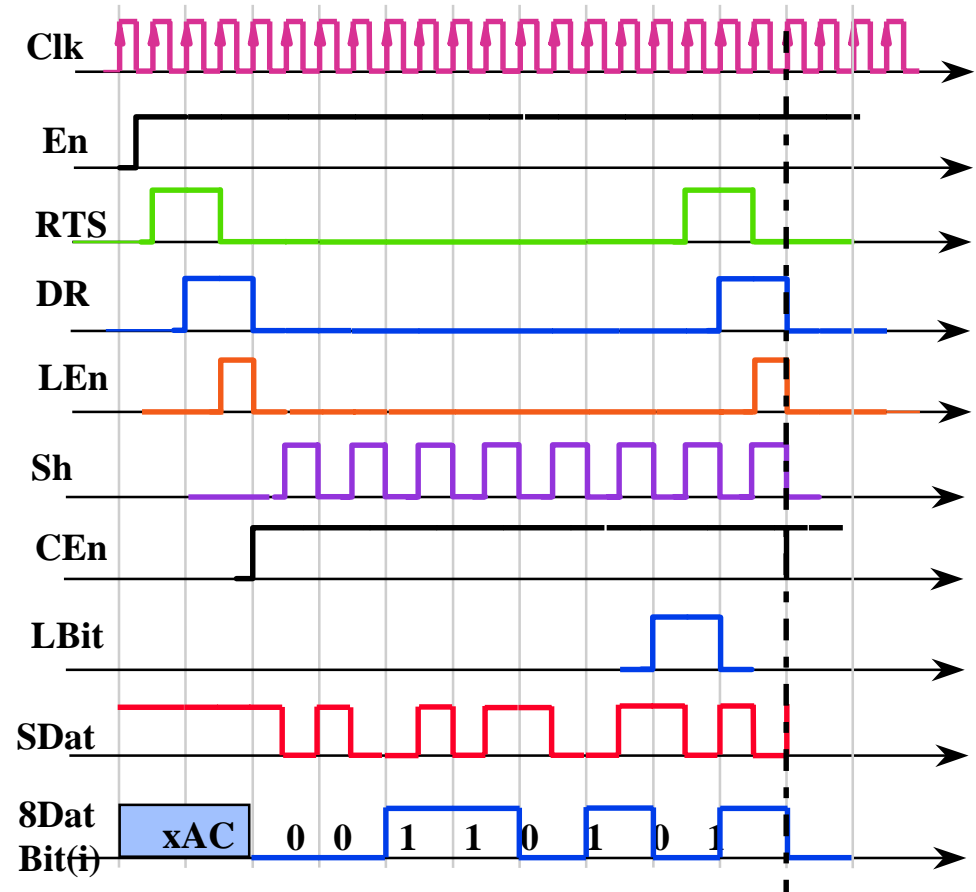 Clk
En
RTS
DR
LEn
Sh
CEn
LBit
SDat
8Dat
xAC 0 0 1 1 0 1 0 1
Bit(i)